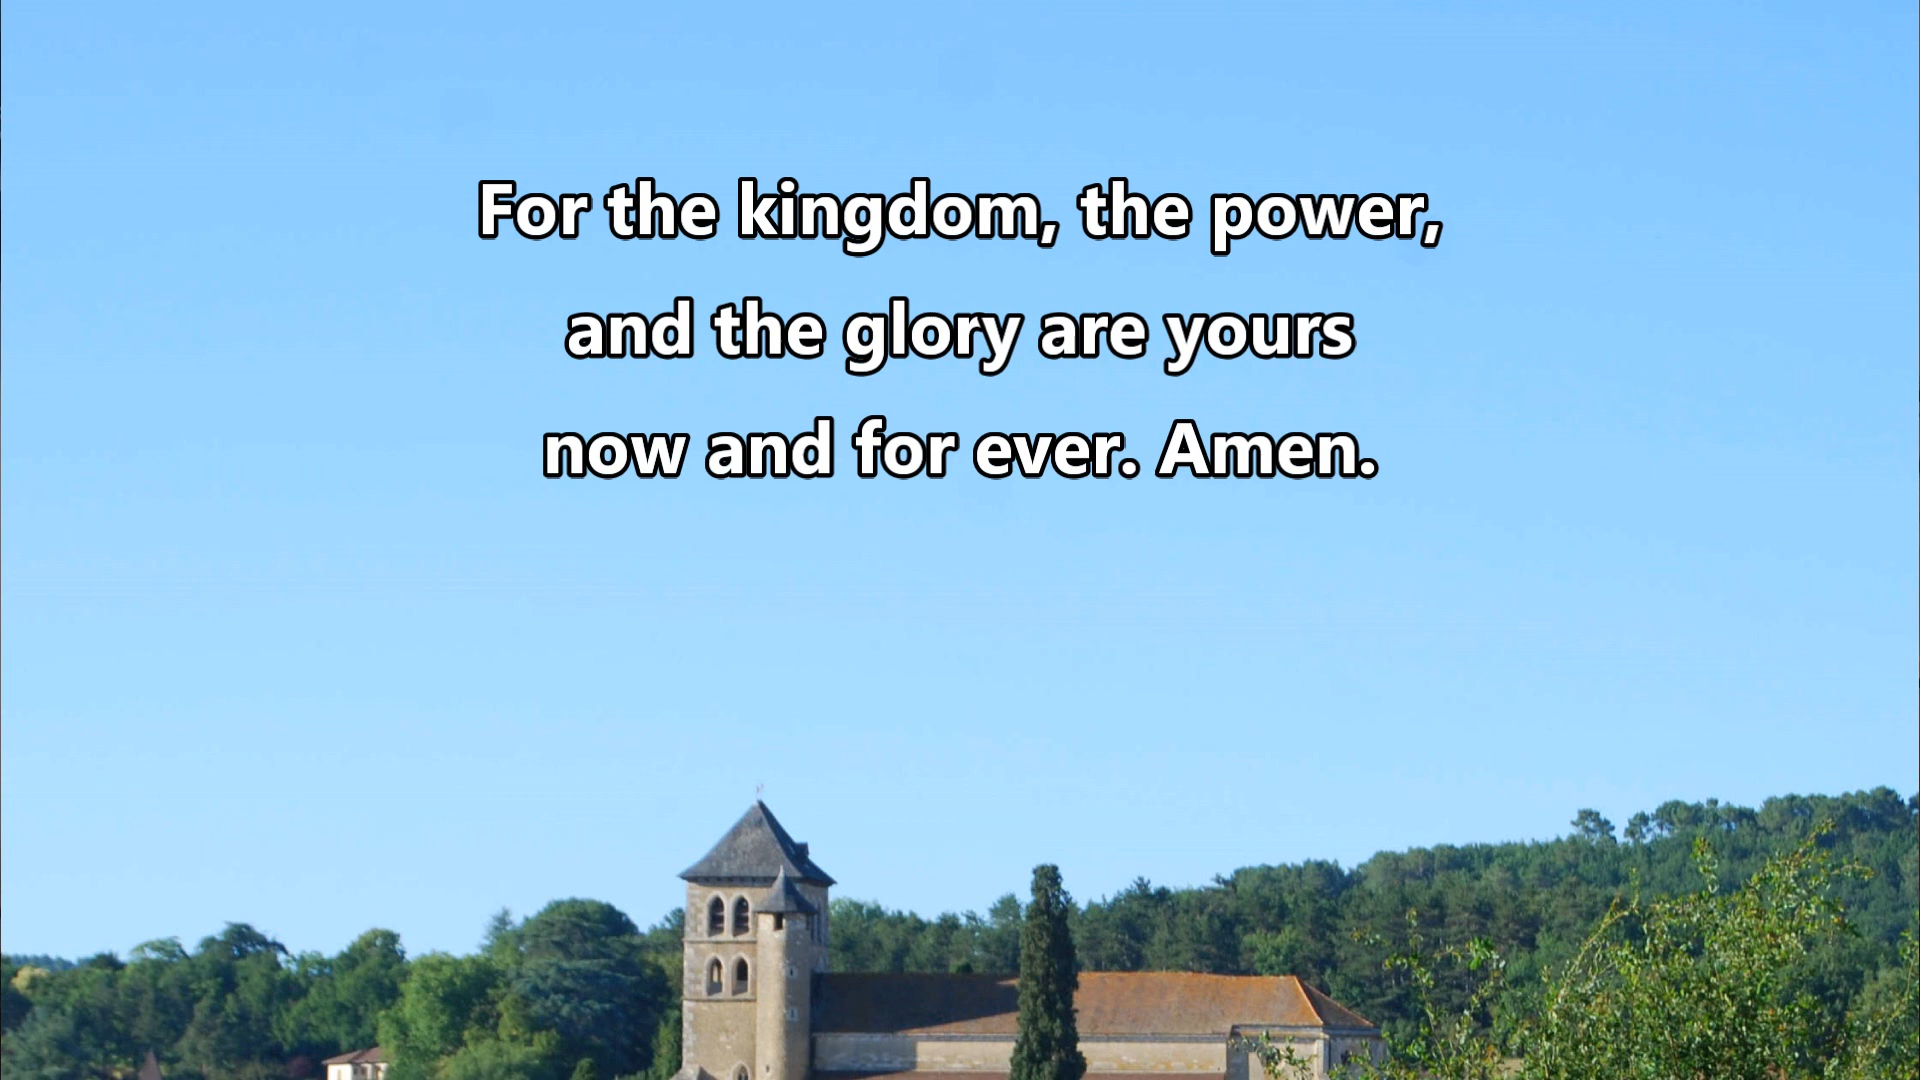 For the kingdom, the power,
and the glory are yours
now and for ever. Amen.